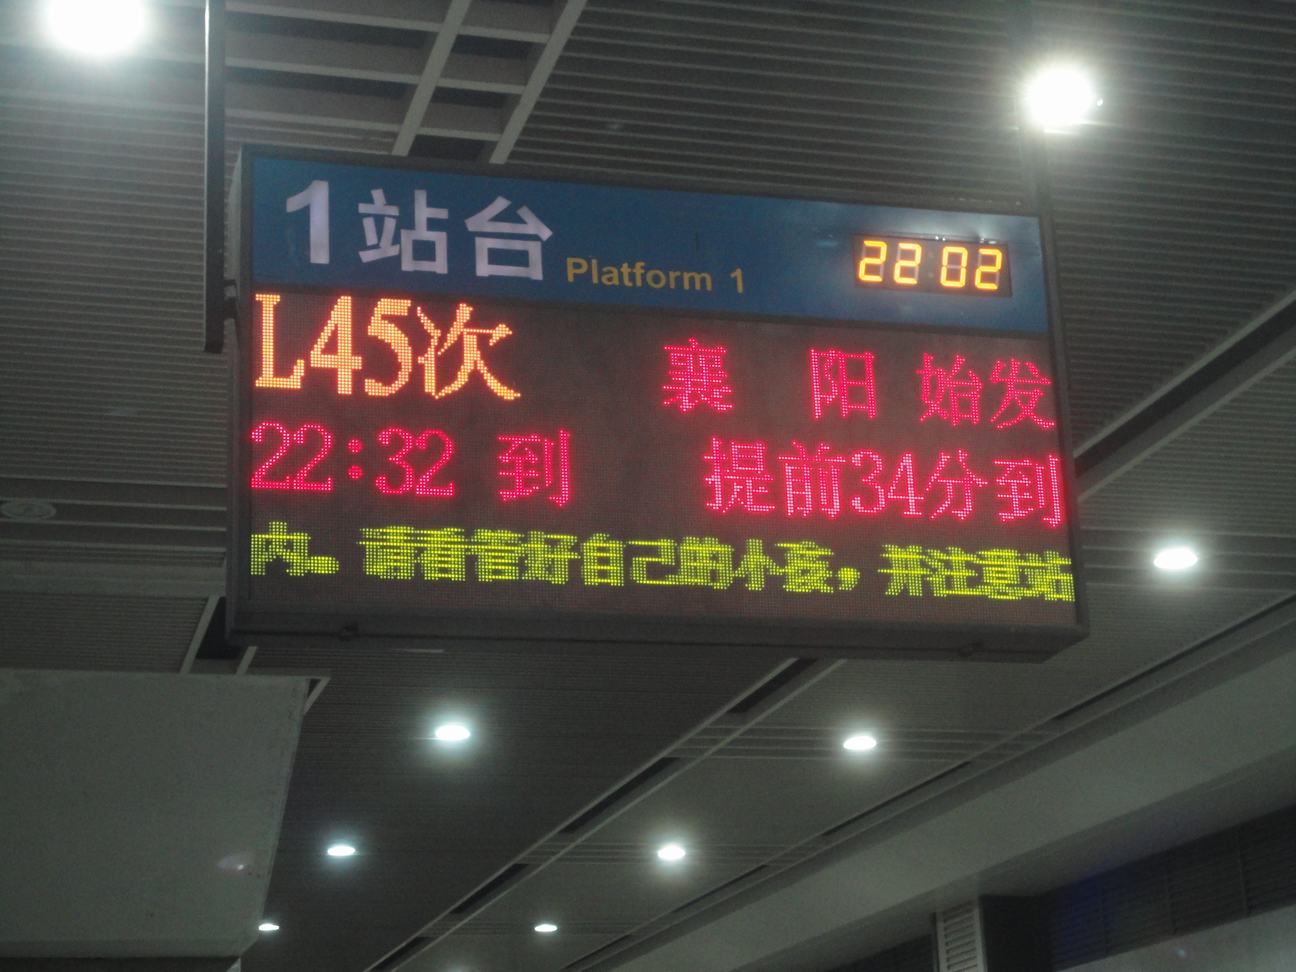 1站台 Platform 1 22 02
L45次 襄阳 始发
22:32 到 提前34分到
内。请看管好自己的小孩，并注意站